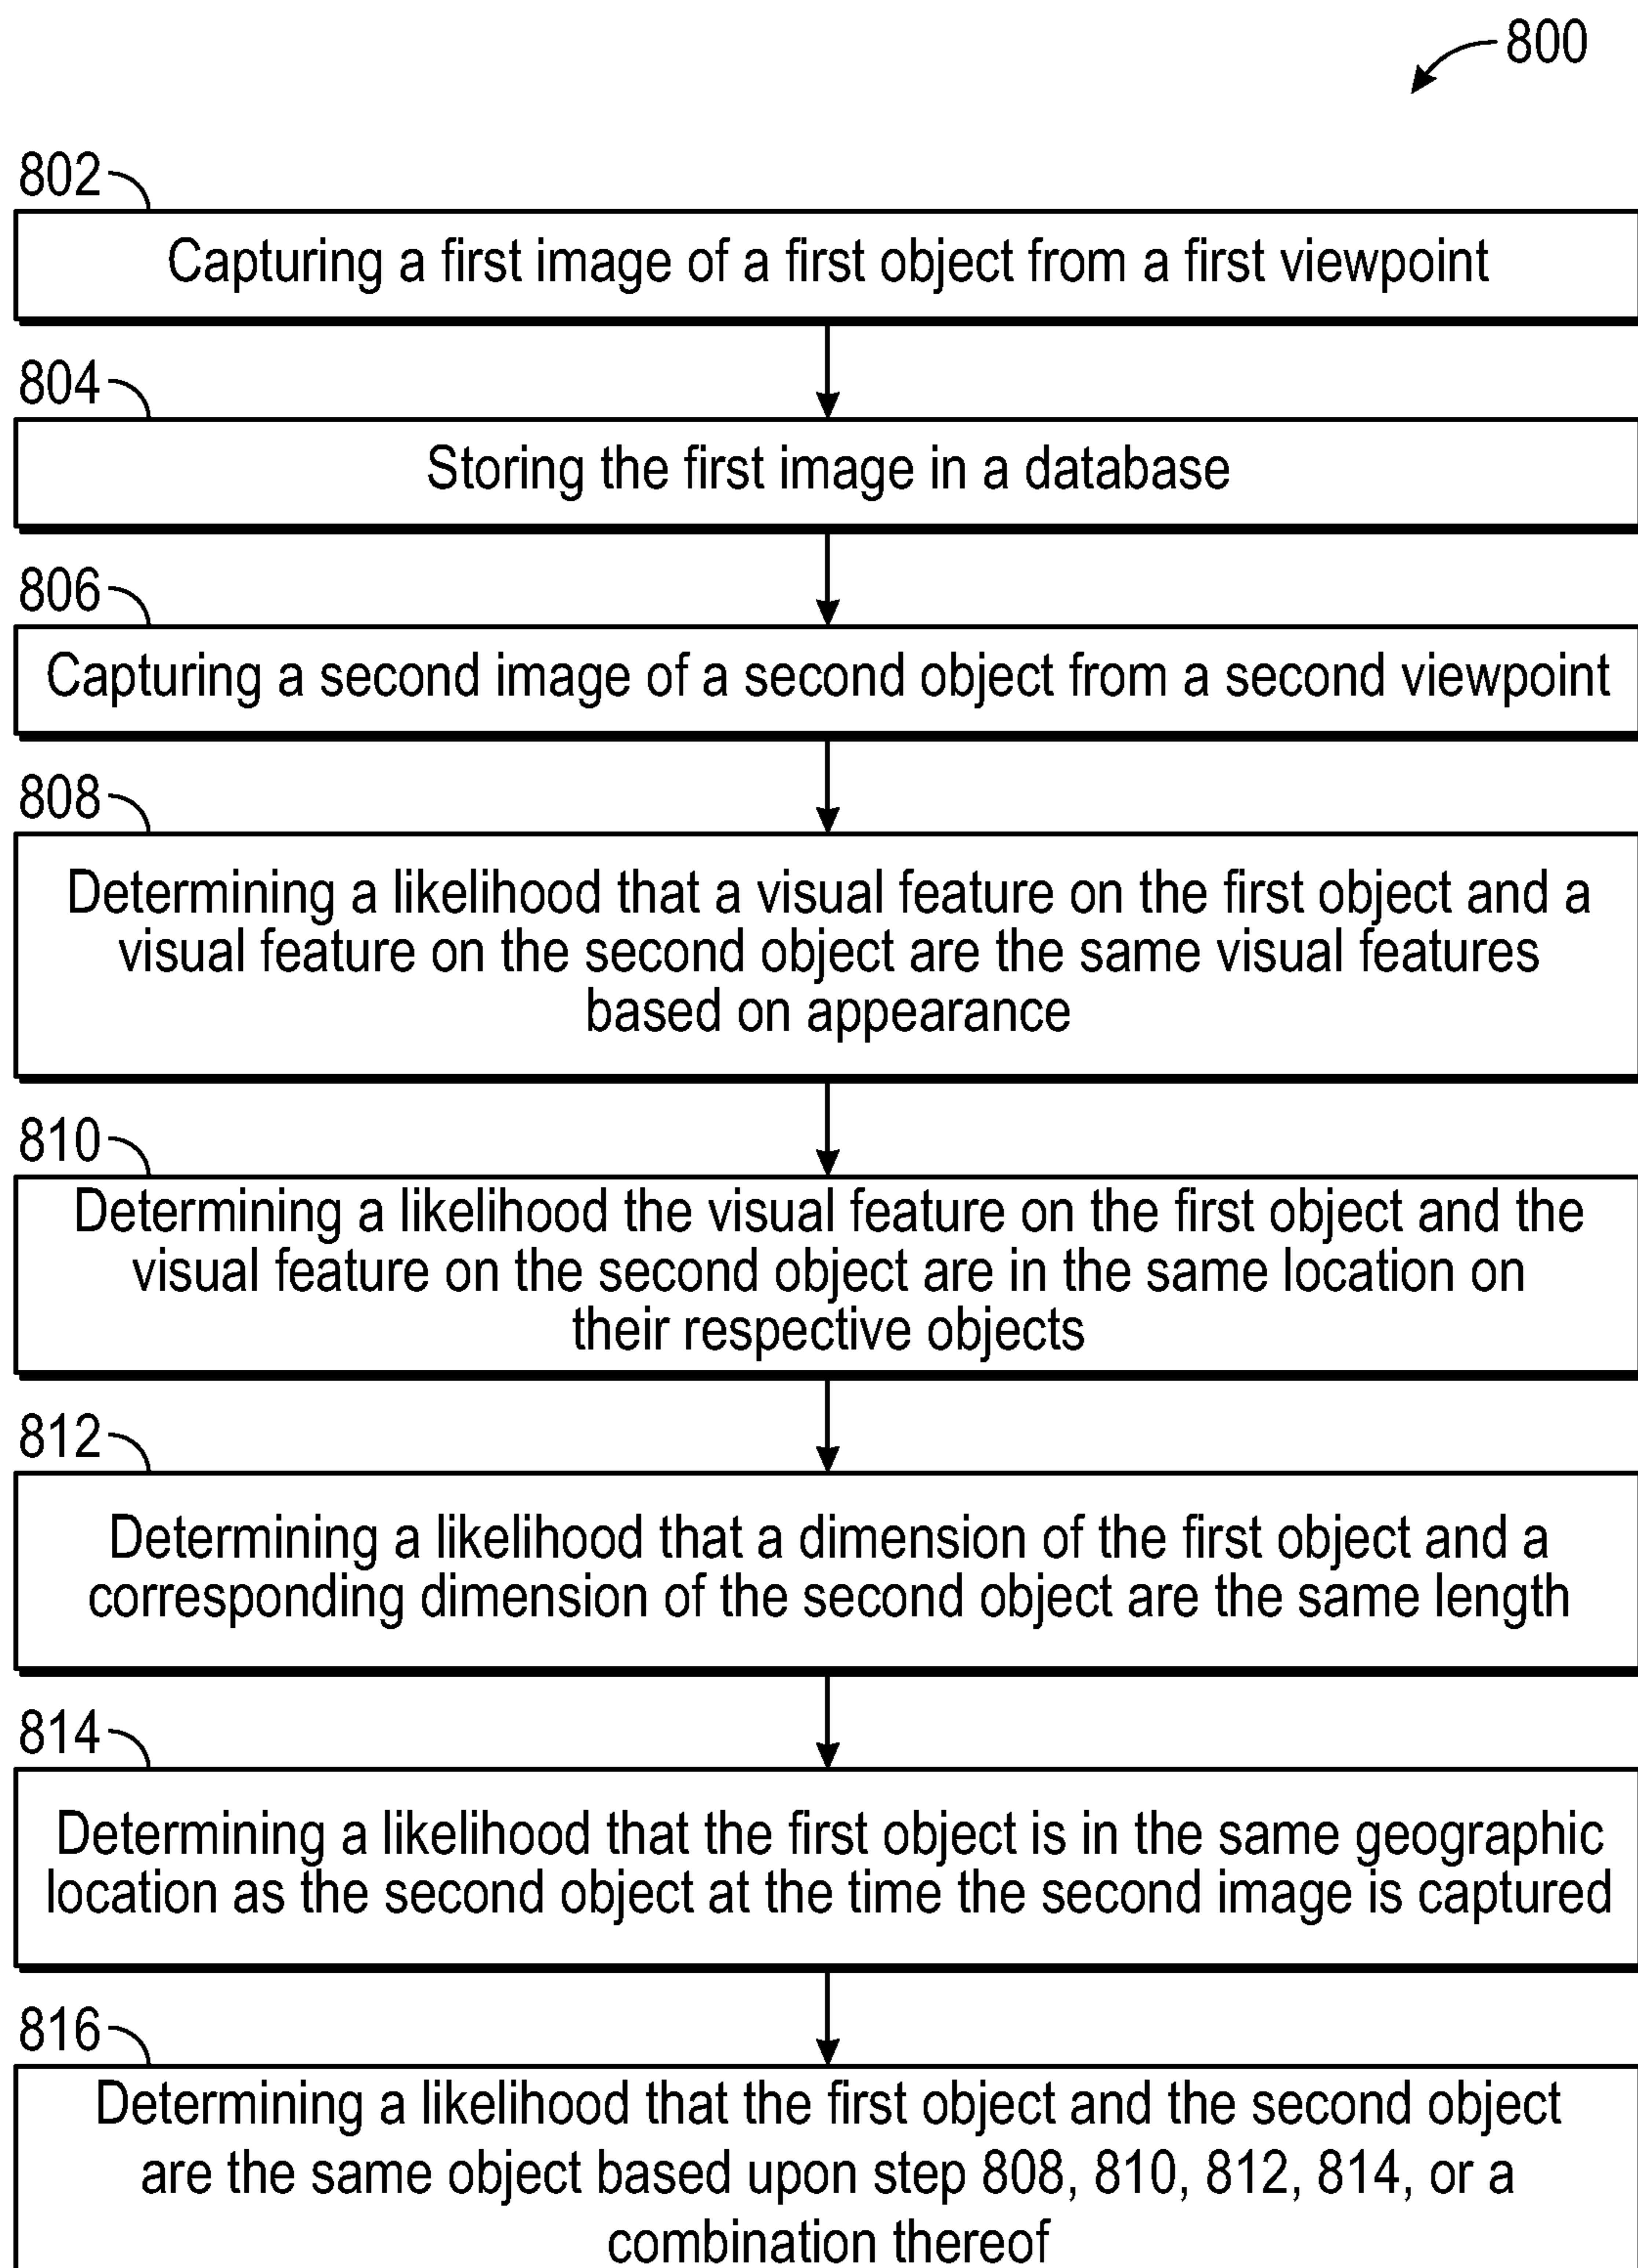 800
802
Capturing a first image of a first object from a first viewpoint
804
Storing the first image in a database
806
Capturing a second image of a second object from a second viewpoint
808
Determining a likelihood that a visual feature on the first object and a
visual feature on the second object are the same visual features
based on appearance
810
Determining a likelihood the visual feature on the first object and the
visual feature on the second object are in the same location on
their respective objects
812
Determining a likelihood that a dimension of the first object and a
corresponding dimension of the second object are the same length
814
Determining a likelihood that the first object is in the same geographic
location as the second object at the time the second image is captured
816
Determining a likelihood that the first object and the second object
are the same object based upon step 808, 810, 812, 814, or a
combination thereof